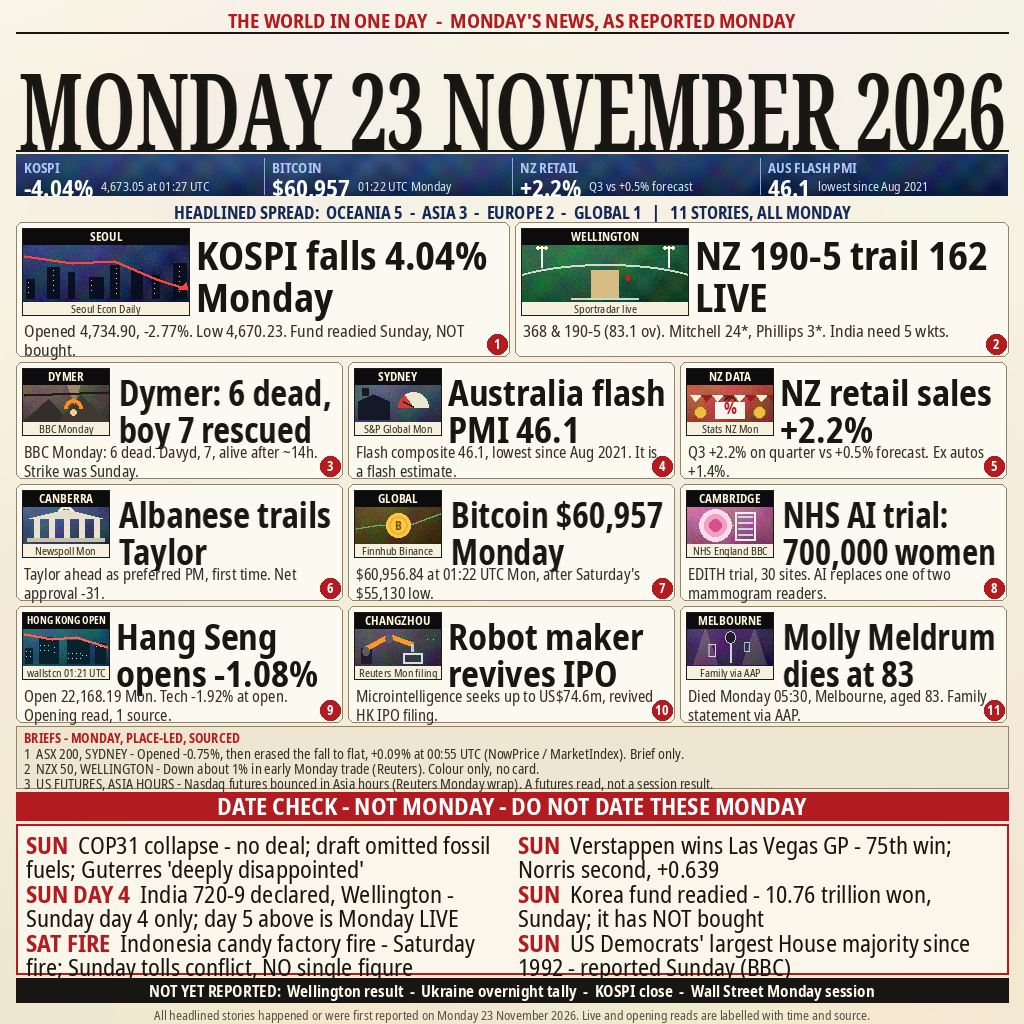 THE WORLD IN ONE DAY - MONDAY'S NEWS, AS REPORTED MONDAY
MONDAY 23 NOVEMBER 2026
KOSPI
-4.04% 4,673.05 at 01:27 UTC
BITCOIN
$60,957 01:22 UTC Monday
NZ RETAIL
+2.2% Q3 vs +0.5% forecast
AUS FLASH PMI
46.1 lowest since Aug 2021
HEADLINED SPREAD: OCEANIA 5 - ASIA 3 - EUROPE 2 - GLOBAL 1 | 11 STORIES, ALL MONDAY
SEOUL
Seoul Econ Daily
KOSPI falls 4.04%
Monday
Opened 4,734.90, -2.77%. Low 4,670.23. Fund readied Sunday, NOT
bought.
1
WELLINGTON
Sportradar live
NZ 190-5 trail 162
LIVE
368 & 190-5 (83.1 ov). Mitchell 24*, Phillips 3*. India need 5 wkts.
2
DYMER
BBC Monday
Dymer: 6 dead,
boy 7 rescued
BBC Monday: 6 dead. Davyd, 7, alive after ~14h.
Strike was Sunday.
3
SYDNEY
S&P Global Mon
Australia flash
PMI 46.1
Flash composite 46.1, lowest since Aug 2021. It is
a flash estimate.
4
NZ DATA
%
Stats NZ Mon
NZ retail sales
+2.2%
Q3 +2.2% on quarter vs +0.5% forecast. Ex autos
+1.4%.
5
CANBERRA
Newspoll Mon
Albanese trails
Taylor
Taylor ahead as preferred PM, first time. Net
approval -31.
6
GLOBAL
B
Finnhub Binance
Bitcoin $60,957
Monday
$60,956.84 at 01:22 UTC Mon, after Saturday's
$55,130 low.
7
CAMBRIDGE
NHS England BBC
NHS AI trial:
700,000 women
EDITH trial, 30 sites. AI replaces one of two
mammogram readers.
8
HONG KONG OPEN
wallstcn 01:21 UTC
Hang Seng
opens -1.08%
Open 22,168.19 Mon. Tech -1.92% at open.
Opening read, 1 source.
9
CHANGZHOU
Reuters Mon filing
Robot maker
revives IPO
Microintelligence seeks up to US$74.6m, revived
HK IPO filing.
10
MELBOURNE
Family via AAP
Molly Meldrum
dies at 83
Died Monday 05:30, Melbourne, aged 83. Family
statement via AAP.
11
BRIEFS - MONDAY, PLACE-LED, SOURCED
1 ASX 200, SYDNEY - Opened -0.75%, then erased the fall to flat, +0.09% at 00:55 UTC (NowPrice / MarketIndex). Brief only.
2 NZX 50, WELLINGTON - Down about 1% in early Monday trade (Reuters). Colour only, no card.
3 US FUTURES, ASIA HOURS - Nasdaq futures bounced in Asia hours (Reuters Monday wrap). A futures read, not a session result.
DATE CHECK - NOT MONDAY - DO NOT DATE THESE MONDAY
SUN COP31 collapse - no deal; draft omitted fossil
fuels; Guterres 'deeply disappointed'
SUN DAY 4 India 720-9 declared, Wellington -
Sunday day 4 only; day 5 above is Monday LIVE
SAT FIRE Indonesia candy factory fire - Saturday
fire; Sunday tolls conflict, NO single figure
SUN Verstappen wins Las Vegas GP - 75th win;
Norris second, +0.639
SUN Korea fund readied - 10.76 trillion won,
Sunday; it has NOT bought
SUN US Democrats' largest House majority since
1992 - reported Sunday (BBC)
NOT YET REPORTED: Wellington result - Ukraine overnight tally - KOSPI close - Wall Street Monday session
All headlined stories happened or were first reported on Monday 23 November 2026. Live and opening reads are labelled with time and source.